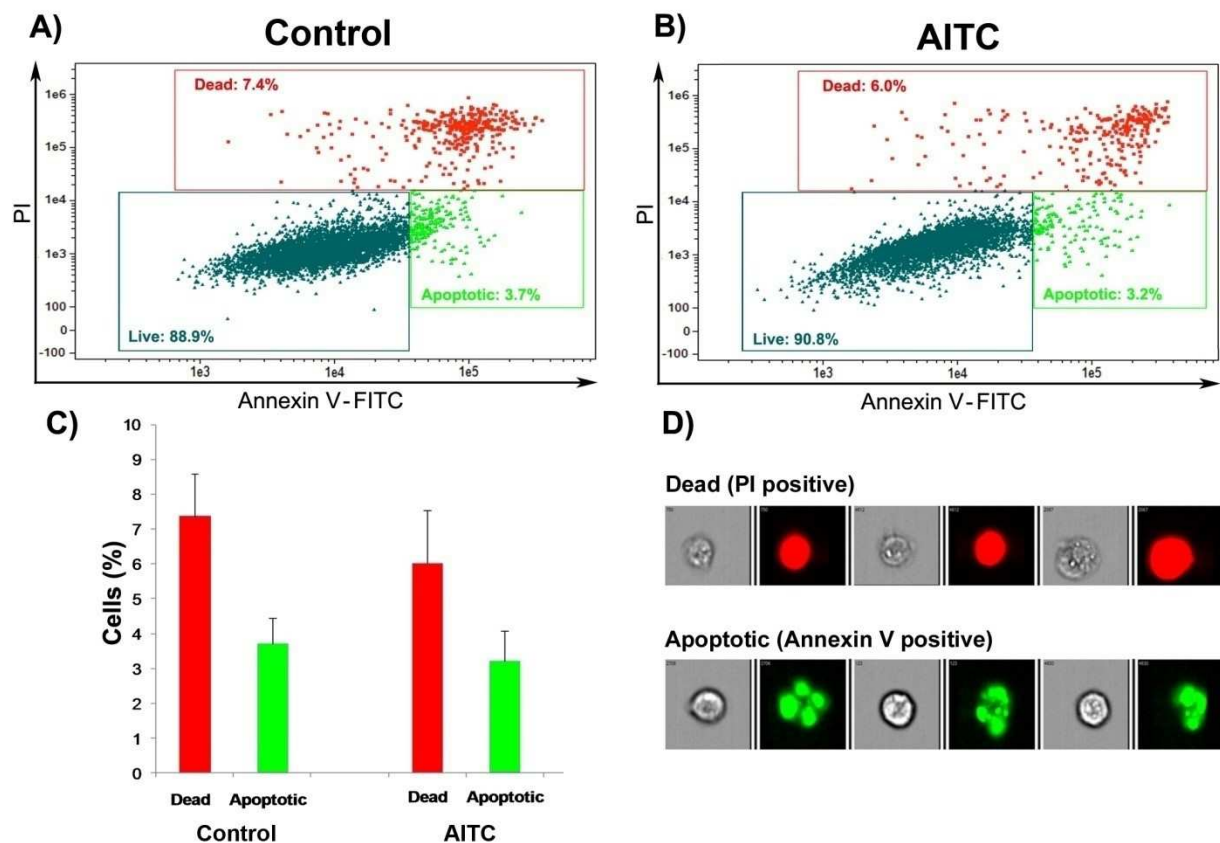 A)
Control
Dead: 7.4%
1e6
1e5
1e4
1e3
100
0
-100
PI
Live: 88.9%
Apoptotic: 3.7%
1e3 1e4 1e5
Annexin V-FITC
B)
AITC
Dead: 6.0%
1e6
1e5
1e4
1e3
100
0
-100
PI
Live: 90.8%
Apoptotic: 3.2%
1e3 1e4 1e5
Annexin V-FITC
C)
10
9
8
7
6
5
4
3
2
1
0
Cells (%)
Dead Apoptotic Dead Apoptotic
Control AITC
D)
Dead (PI positive)
Apoptotic (Annexin V positive)